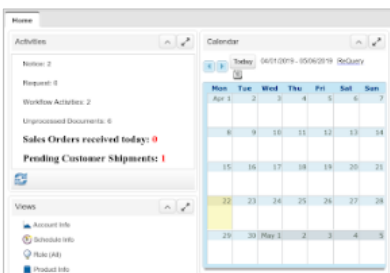 Home
Activities
Notice: 2
Request: 0
Workflow Activities: 2
Unprocessed Documents: 6
Sales Orders received today: 0
Pending Customer Shipments: 1
Views
Account Info
Schedule Info
Role (All)
Product Info
Calendar
Today 04/01/2019 - 05/06/2019 ReQuery
Mon Tue Wed Thu Fri Sat Sun
Apr 1 2 3 4 5 6 7
8 9 10 11 12 13 14
15 16 17 18 19 20 21
22 23 24 25 26 27 28
29 30 May 1 2 3 4 5